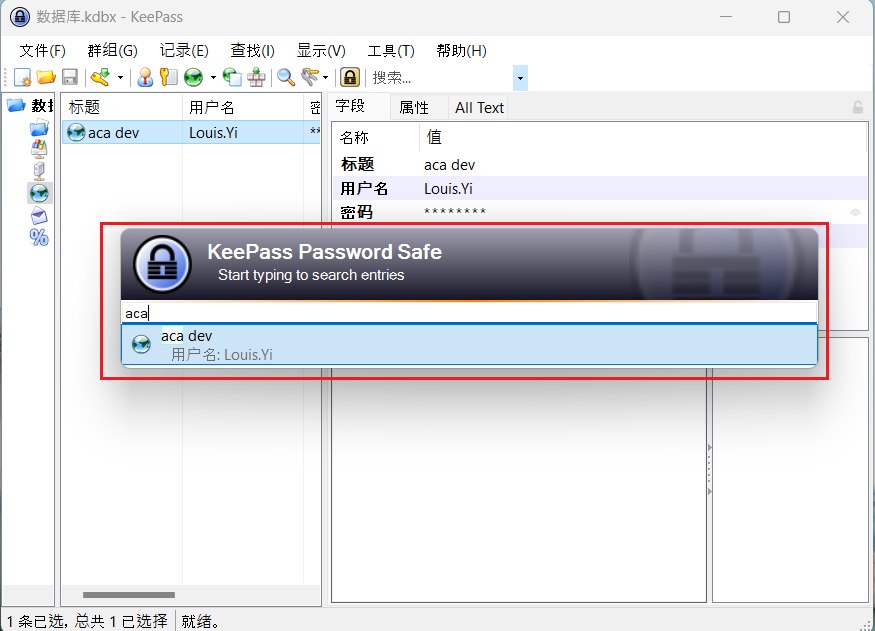 数据库.kdbx - KeePass
文件(F) 群组(G) 记录(E) 查找(I) 显示(V) 工具(T) 帮助(H)
搜索...
数据
标题 用户名 密
aca dev Louis.Yi **
字段 属性 All Text
名称 值
标题 aca dev
用户名 Louis.Yi
密码 ********
KeePass Password Safe
Start typing to search entries
aca
aca dev
用户名: Louis.Yi
1 条已选, 总共 1 已选择 就绪。